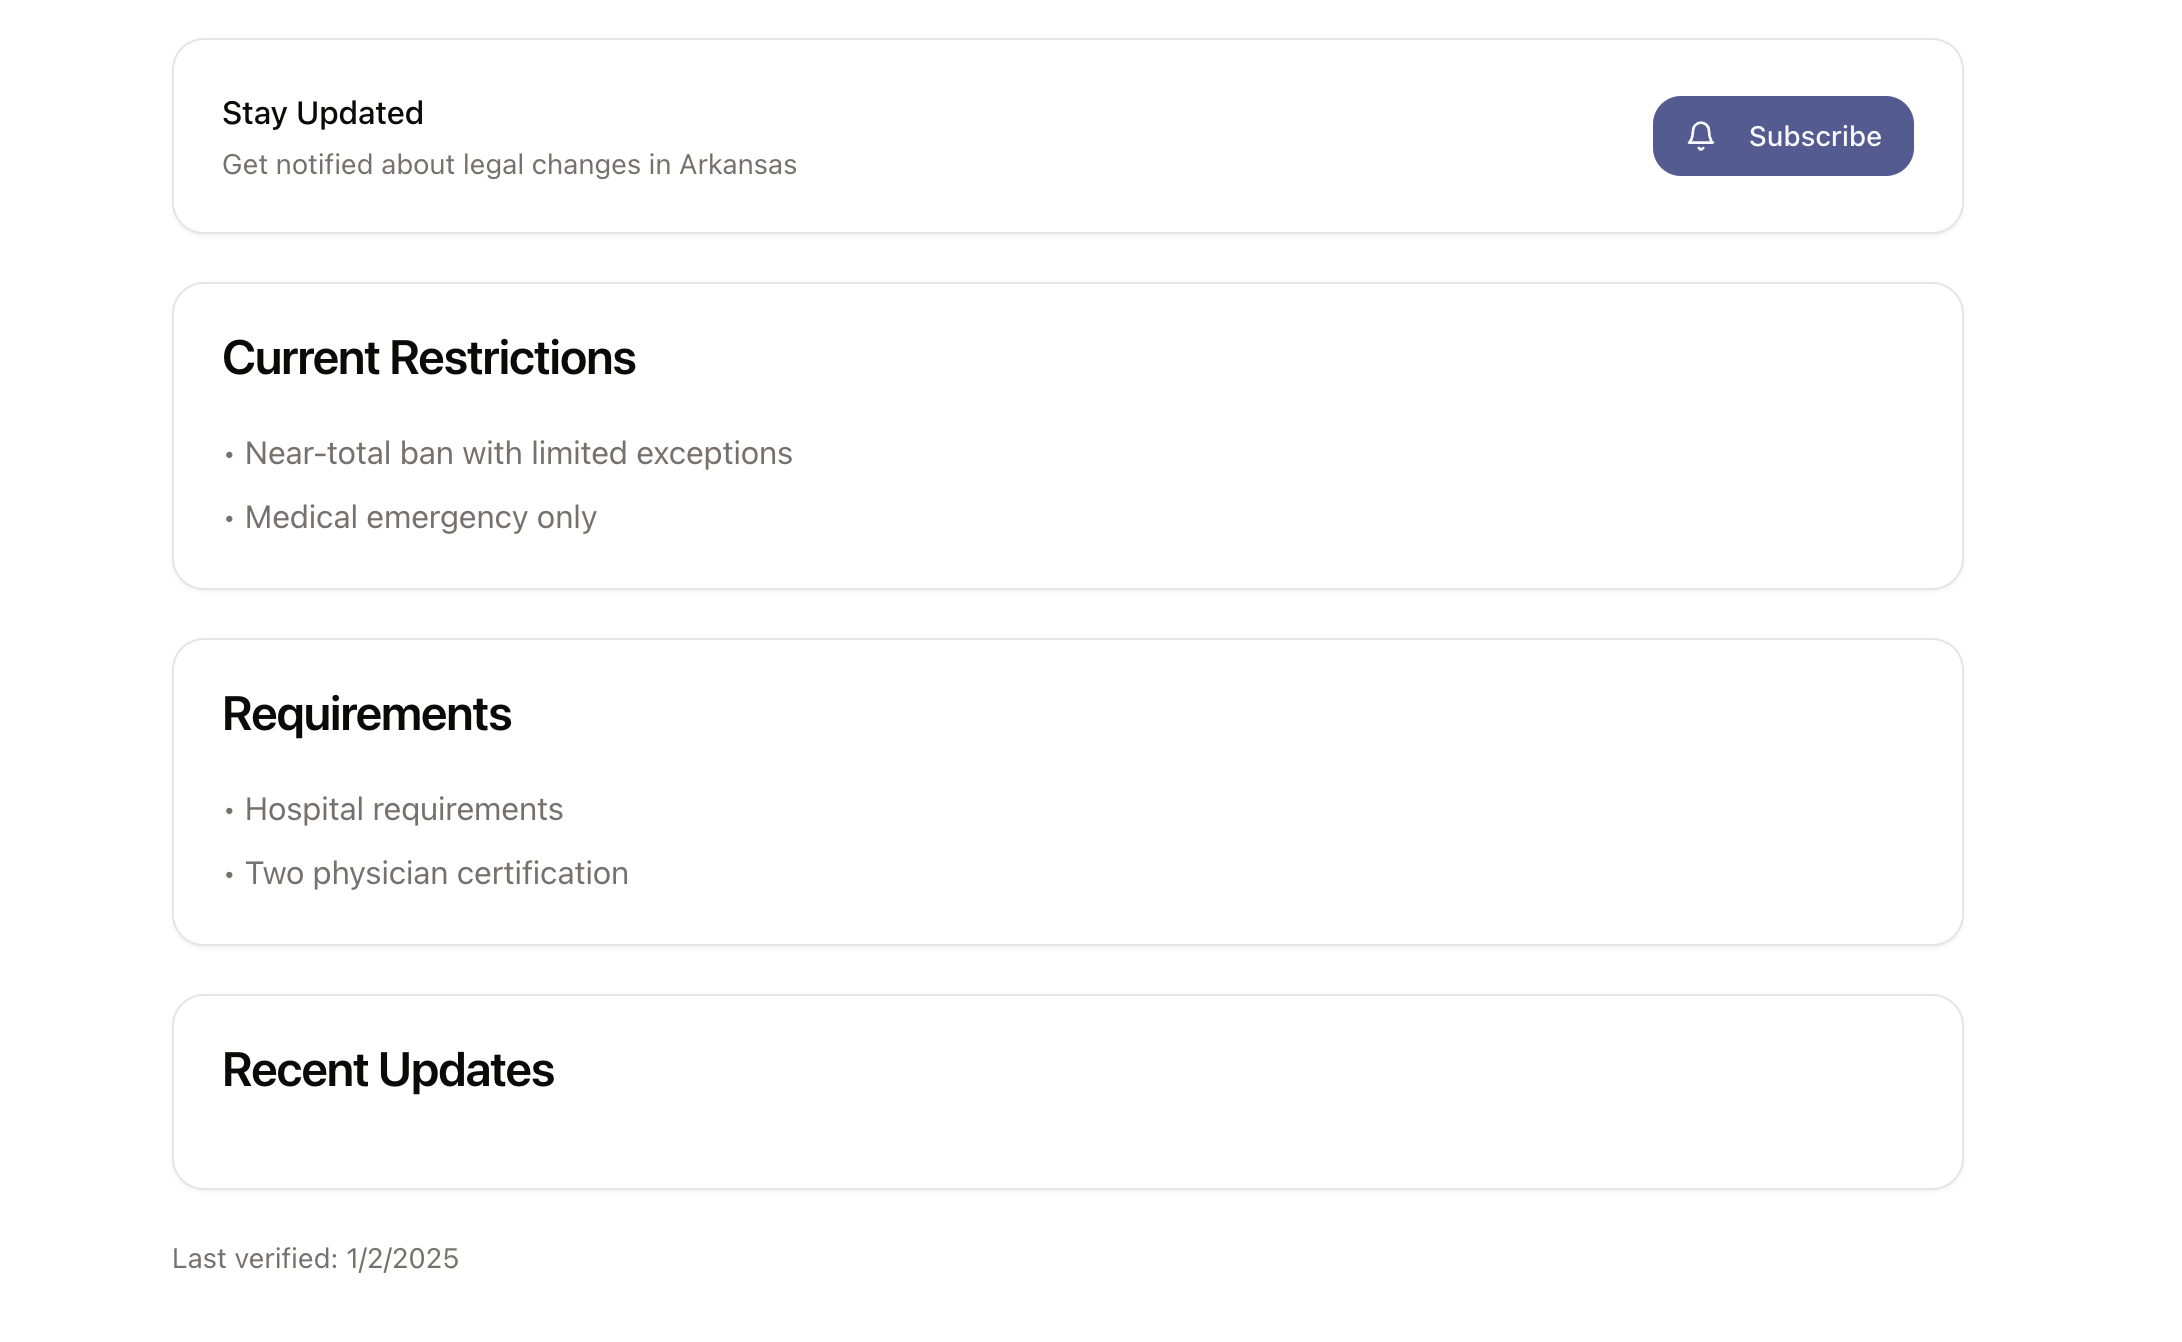 Stay Updated
Get notified about legal changes in Arkansas
Subscribe
Current Restrictions
• Near-total ban with limited exceptions
• Medical emergency only
Requirements
• Hospital requirements
• Two physician certification
Recent Updates
Last verified: 1/2/2025